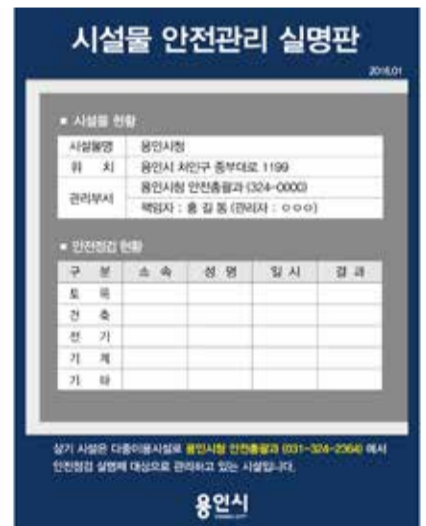 시설물 안전관리 실명판
2016.01
■ 시설물 현황
시설물명 용인시청
위 치 용인시 처인구 중부대로 1199
관리부서 용인시청 안전총괄과 (324-0000)
책임자 : 홍 길 동 (관리자 : ㅇㅇㅇ)
■ 안전점검 현황
구 분 소 속 성 명 일 시 결 과
토 목
건 축
전 기
기 계
기 타
상기 시설은 다중이용시설로 용인시청 안전총괄과 (031-324-2364) 에서
안전점검 실명제 대상으로 관리하고 있는 시설입니다.
용인시